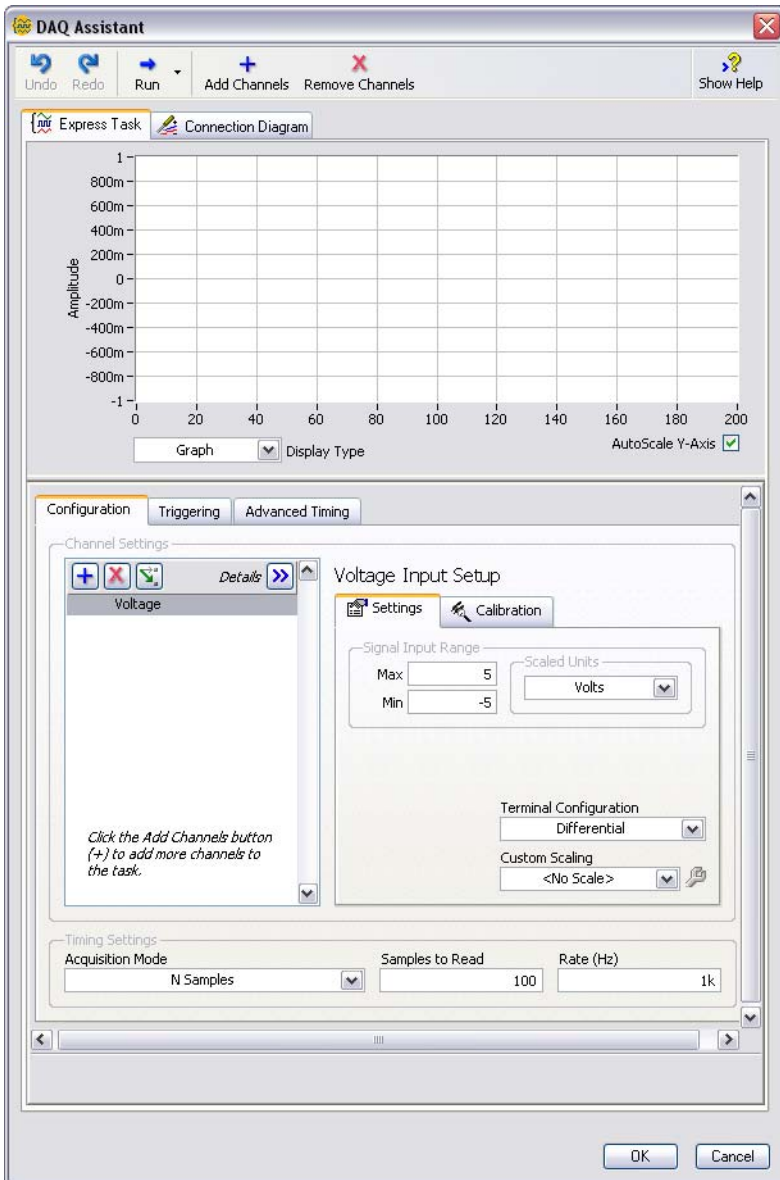 DAQ Assistant
Undo Redo Run Add Channels Remove Channels Show Help
Express Task Connection Diagram
1
800m
600m
400m
200m
0
-200m
-400m
-600m
-800m
-1
Amplitude
0 20 40 60 80 100 120 140 160 180 200
Graph Display Type AutoScale Y-Axis
Configuration Triggering Advanced Timing
Channel Settings
Details
Voltage
Click the Add Channels button
(+) to add more channels to
the task.
Voltage Input Setup
Settings Calibration
Signal Input Range
Max 5
Min -5
Scaled Units
Volts
Terminal Configuration
Differential
Custom Scaling
<No Scale>
Timing Settings
Acquisition Mode Samples to Read Rate (Hz)
N Samples 100 1k
OK Cancel